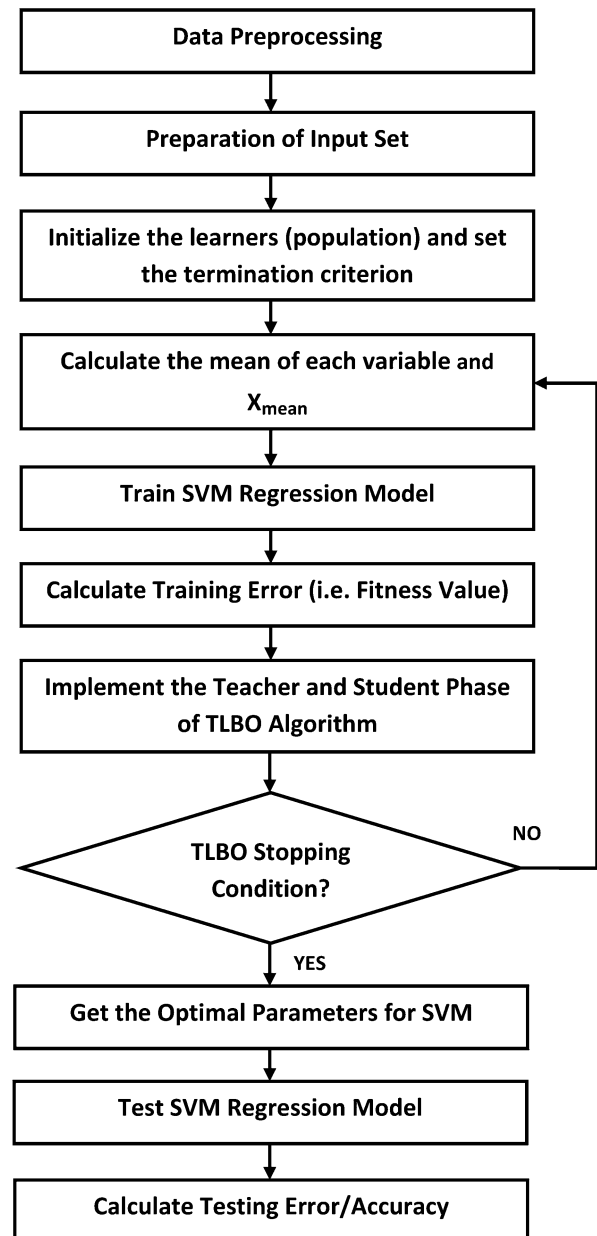 Data Preprocessing
Preparation of Input Set
Initialize the learners (population) and set
the termination criterion
Calculate the mean of each variable and
Xmean
Train SVM Regression Model
Calculate Training Error (i.e. Fitness Value)
Implement the Teacher and Student Phase
of TLBO Algorithm
TLBO Stopping
Condition?
NO
YES
Get the Optimal Parameters for SVM
Test SVM Regression Model
Calculate Testing Error/Accuracy